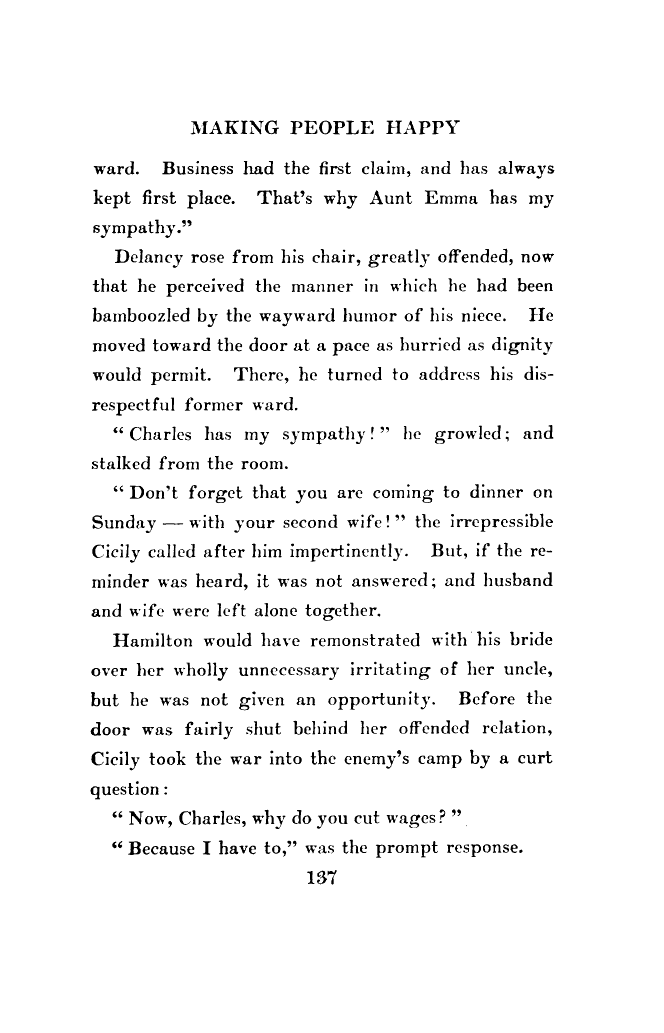 MAKING PEOPLE HAPPY
ward. Business had the first claim, and has always
kept first place. That's why Aunt Emma has my
sympathy."
Delancy rose from his chair, greatly offended, now
that he perceived the manner in which he had been
bamboozled by the wayward humor of his niece. He
moved toward the door at a pace as hurried as dignity
would permit. There, he turned to address his dis-
respectful former ward.
"Charles has my sympathy!" he growled; and
stalked from the room.
"Don't forget that you are coming to dinner on
Sunday — with your second wife!" the irrepressible
Cicily called after him impertinently. But, if the re-
minder was heard, it was not answered; and husband
and wife were left alone together.
Hamilton would have remonstrated with his bride
over her wholly unnecessary irritating of her uncle,
but he was not given an opportunity. Before the
door was fairly shut behind her offended relation,
Cicily took the war into the enemy's camp by a curt
question:
"Now, Charles, why do you cut wages?"
"Because I have to," was the prompt response.
137